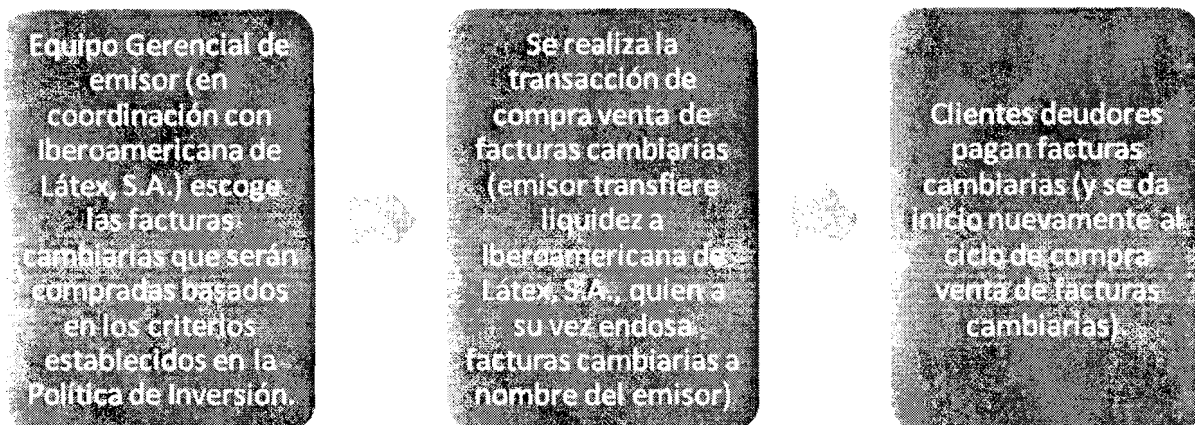 Equipo Gerencial de
emisor (en
coordinación con
Iberoamericana de
Látex, S.A.) escoge
las facturas
cambiarias que serán
compradas basados
en los criterios
establecidos en la
Política de Inversión.
Se realiza la
transacción de
compra venta de
facturas cambiarias
(emisor transfiere
liquidez a
Iberoamericana de
Látex, S.A., quien a
su vez endosa
facturas cambiarias a
nombre del emisor)
Clientes deudores
pagan facturas
cambiarias (y se da
inicio nuevamente al
ciclo de compra
venta de facturas
cambiarias).